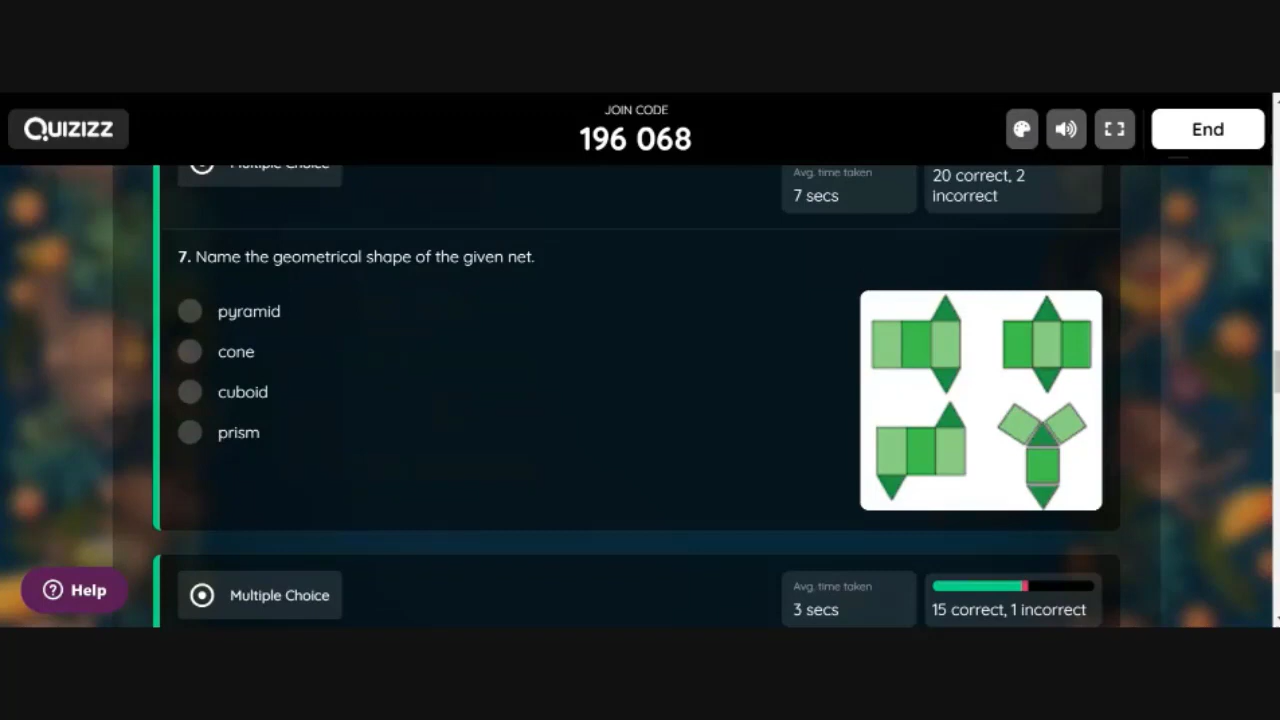 QUIZIZZ
JOIN CODE
196 068
End
Multiple Choice
Avg. time taken
7 secs
20 correct, 2
incorrect
7. Name the geometrical shape of the given net.
pyramid
cone
cuboid
prism
Help
Multiple Choice
Avg. time taken
3 secs
15 correct, 1 incorrect